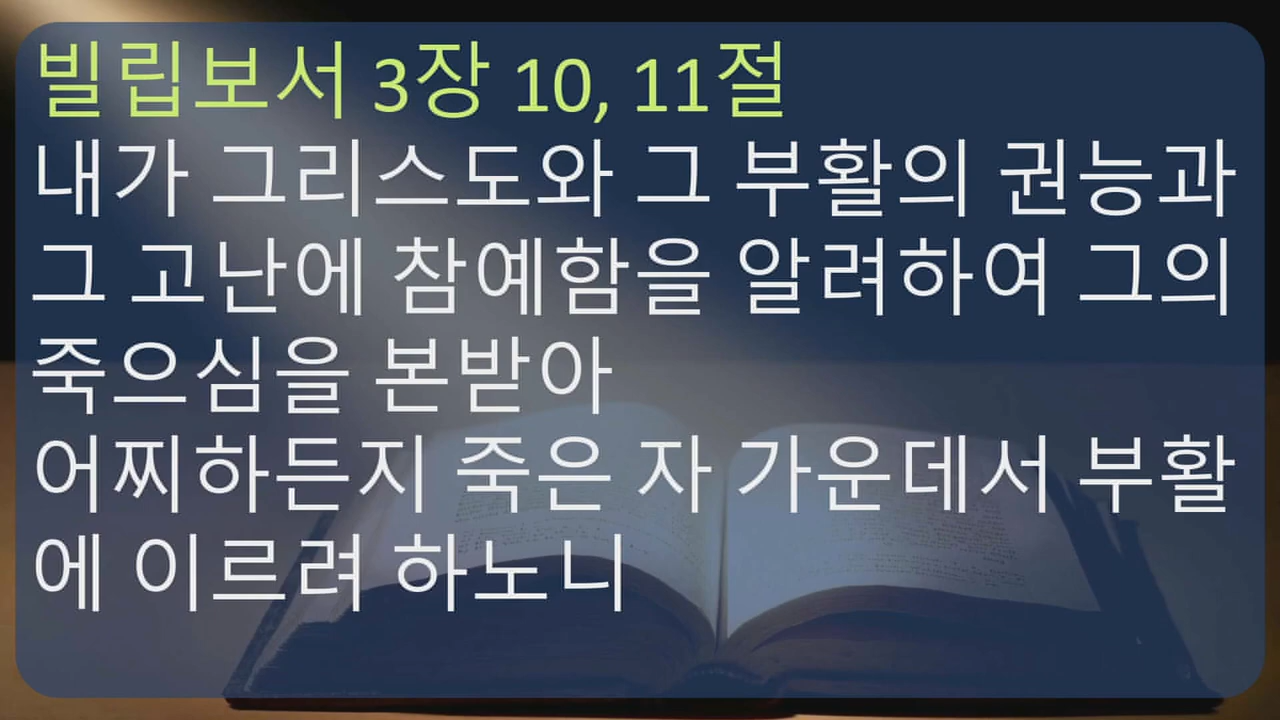 빌립보서 3장 10, 11절
내가 그리스도와 그 부활의 권능과
그 고난에 참예함을 알려하여 그의
죽으심을 본받아
어찌하든지 죽은 자 가운데서 부활
에 이르려 하노니